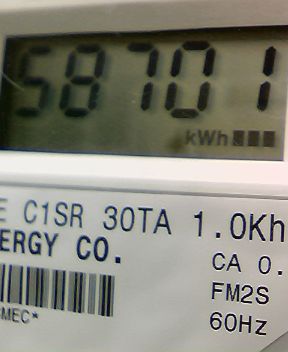 58701
kWh
E C1SR 30TA 1.0Kh
ERGY CO.
CA 0.
FM2S
MEC*
60Hz